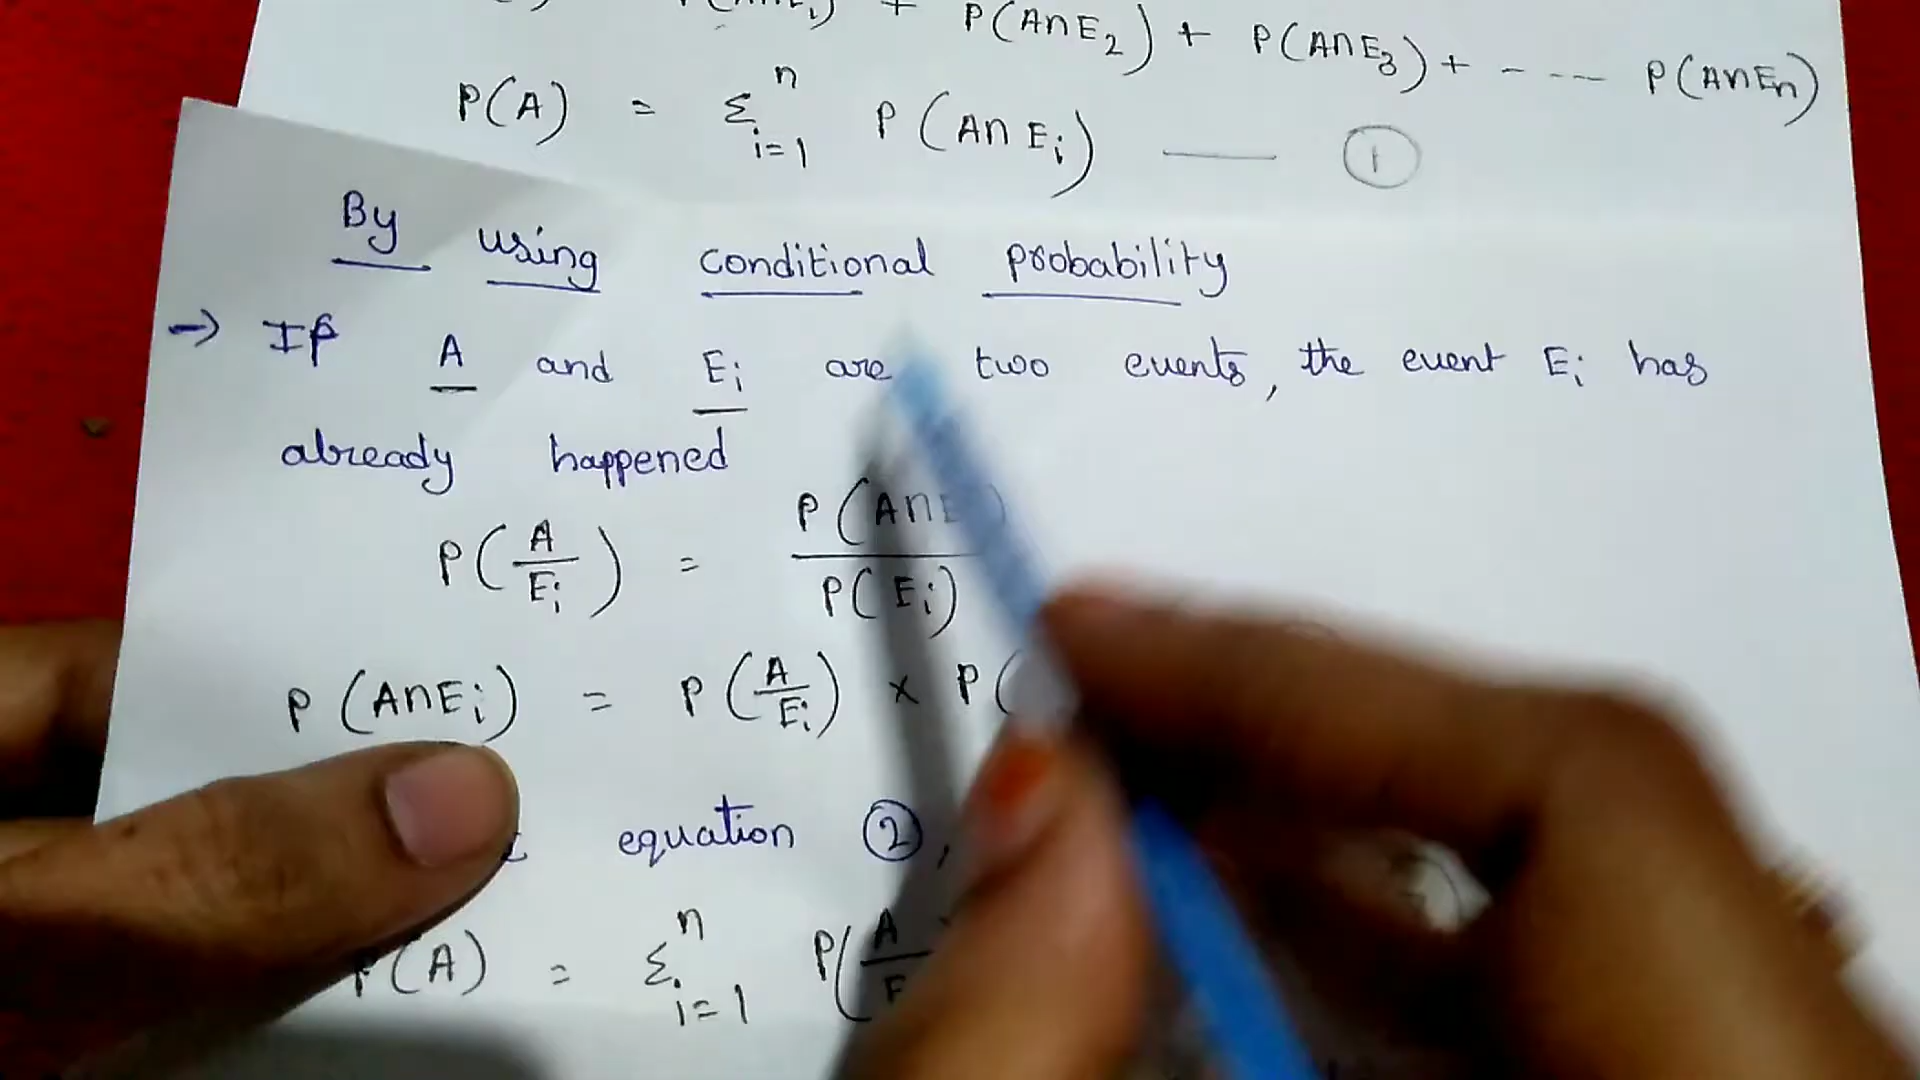 P(A∩E₂) + P(A∩E₃) + - --- P(A∩Eₙ)
P(A) = Σⁿᵢ₌₁ P(A∩Eᵢ) —— ①
By using conditional probability
→ If A and Eᵢ are two events, the event Eᵢ has
already happened
P(A/Eᵢ) = P(A∩E / P(Eᵢ)
P(A∩Eᵢ) = P(A/Eᵢ) × P(
equation ②,
P(A) = Σⁿᵢ₌₁ P(A/